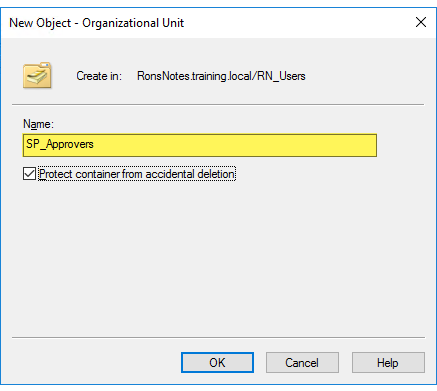 New Object - Organizational Unit
Create in: RonsNotes.training.local/RN_Users
Name:
SP_Approvers
Protect container from accidental deletion
OK Cancel Help